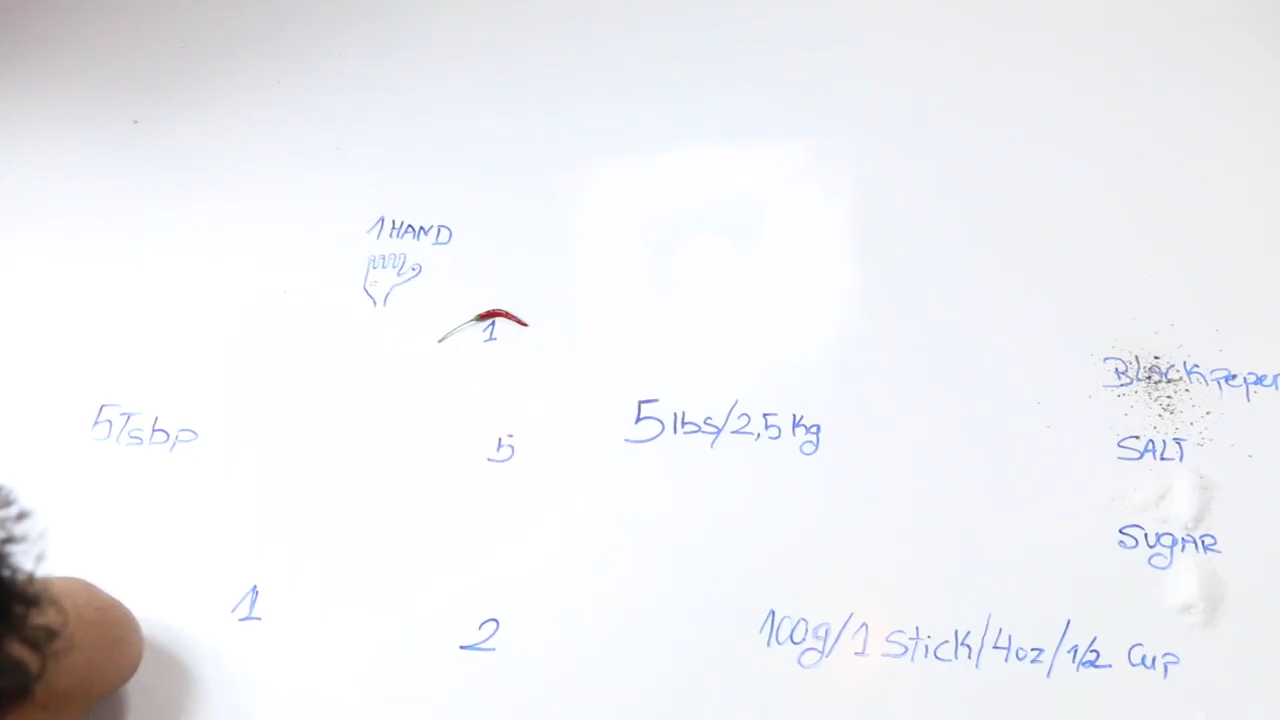 1 HAND
1
BLACK peper
5Tsbp
5
5 lbs/2,5 Kg
SALT
SUgAR
1
2
100g/1 Stick/4oz/1/2 Cup